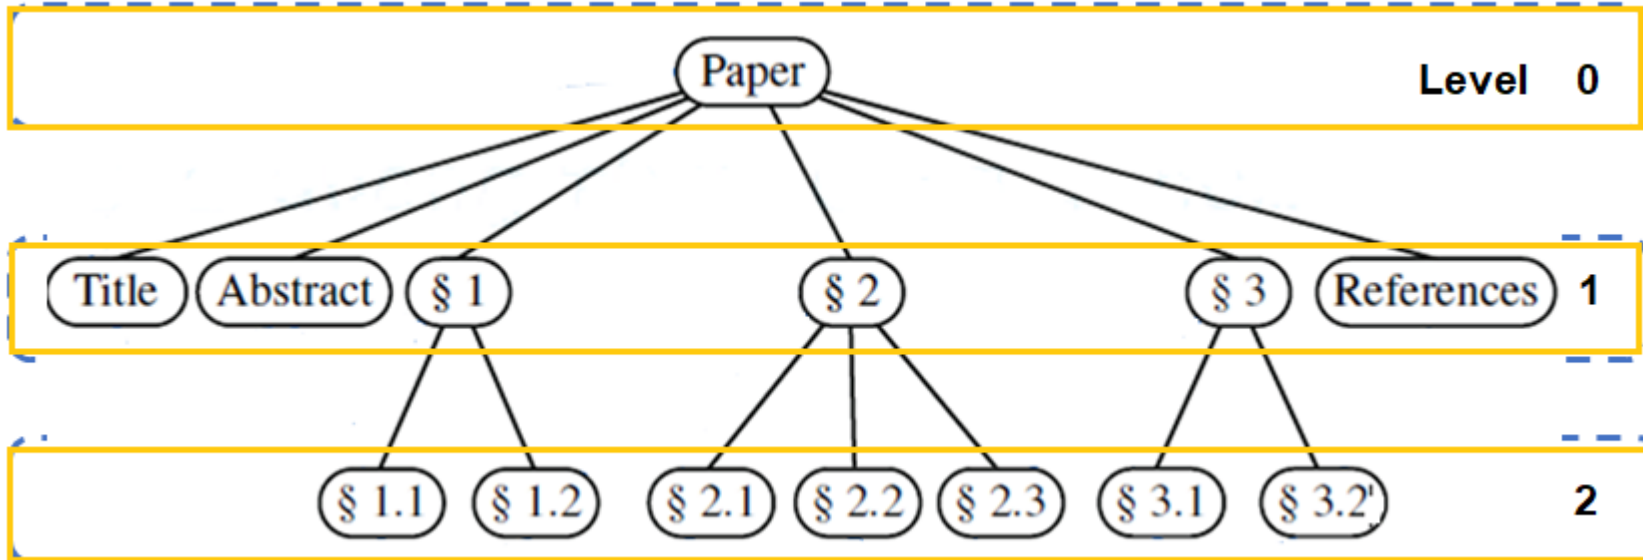 Paper
Level 0
Title Abstract § 1 § 2 § 3 References 1
§ 1.1 § 1.2 § 2.1 § 2.2 § 2.3 § 3.1 § 3.2' 2